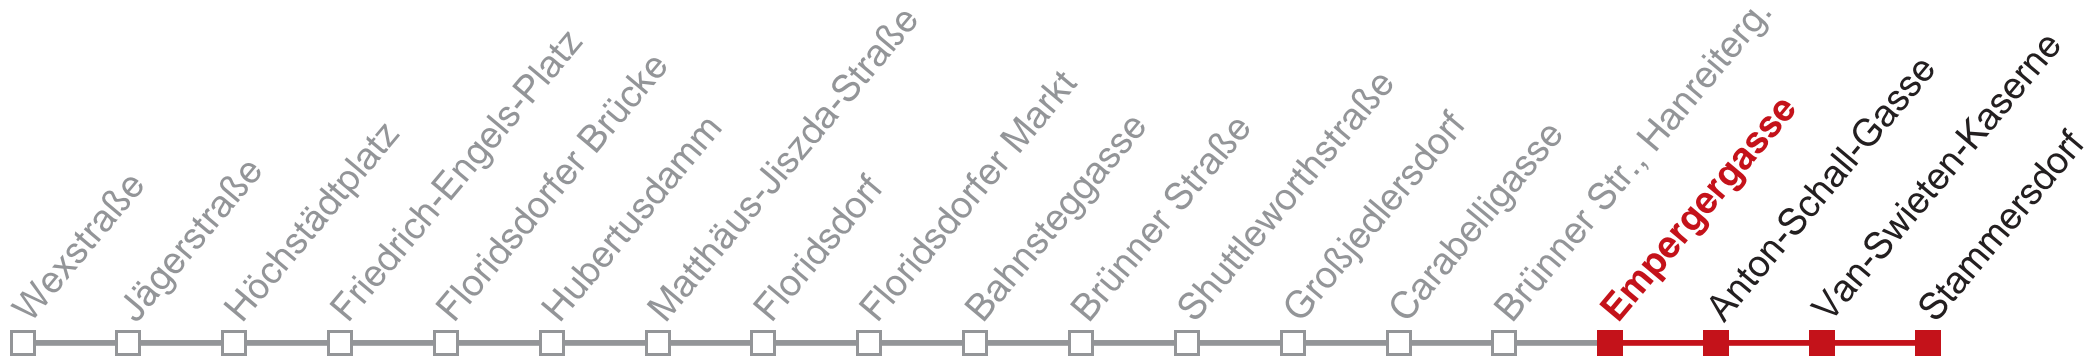 Wexstraße
Jägerstraße
Höchstädtplatz
Friedrich-Engels-Platz
Floridsdorfer Brücke
Hubertusdamm
Matthäus-Jiszda-Straße
Floridsdorf
Floridsdorfer Markt
Bahnsteggasse
Brünner Straße
Shuttleworthstraße
Großjedlersdorf
Carabelligasse
Brünner Str., Hanreiterg.
Empergergasse
Anton-Schall-Gasse
Van-Swieten-Kaserne
Stammersdorf